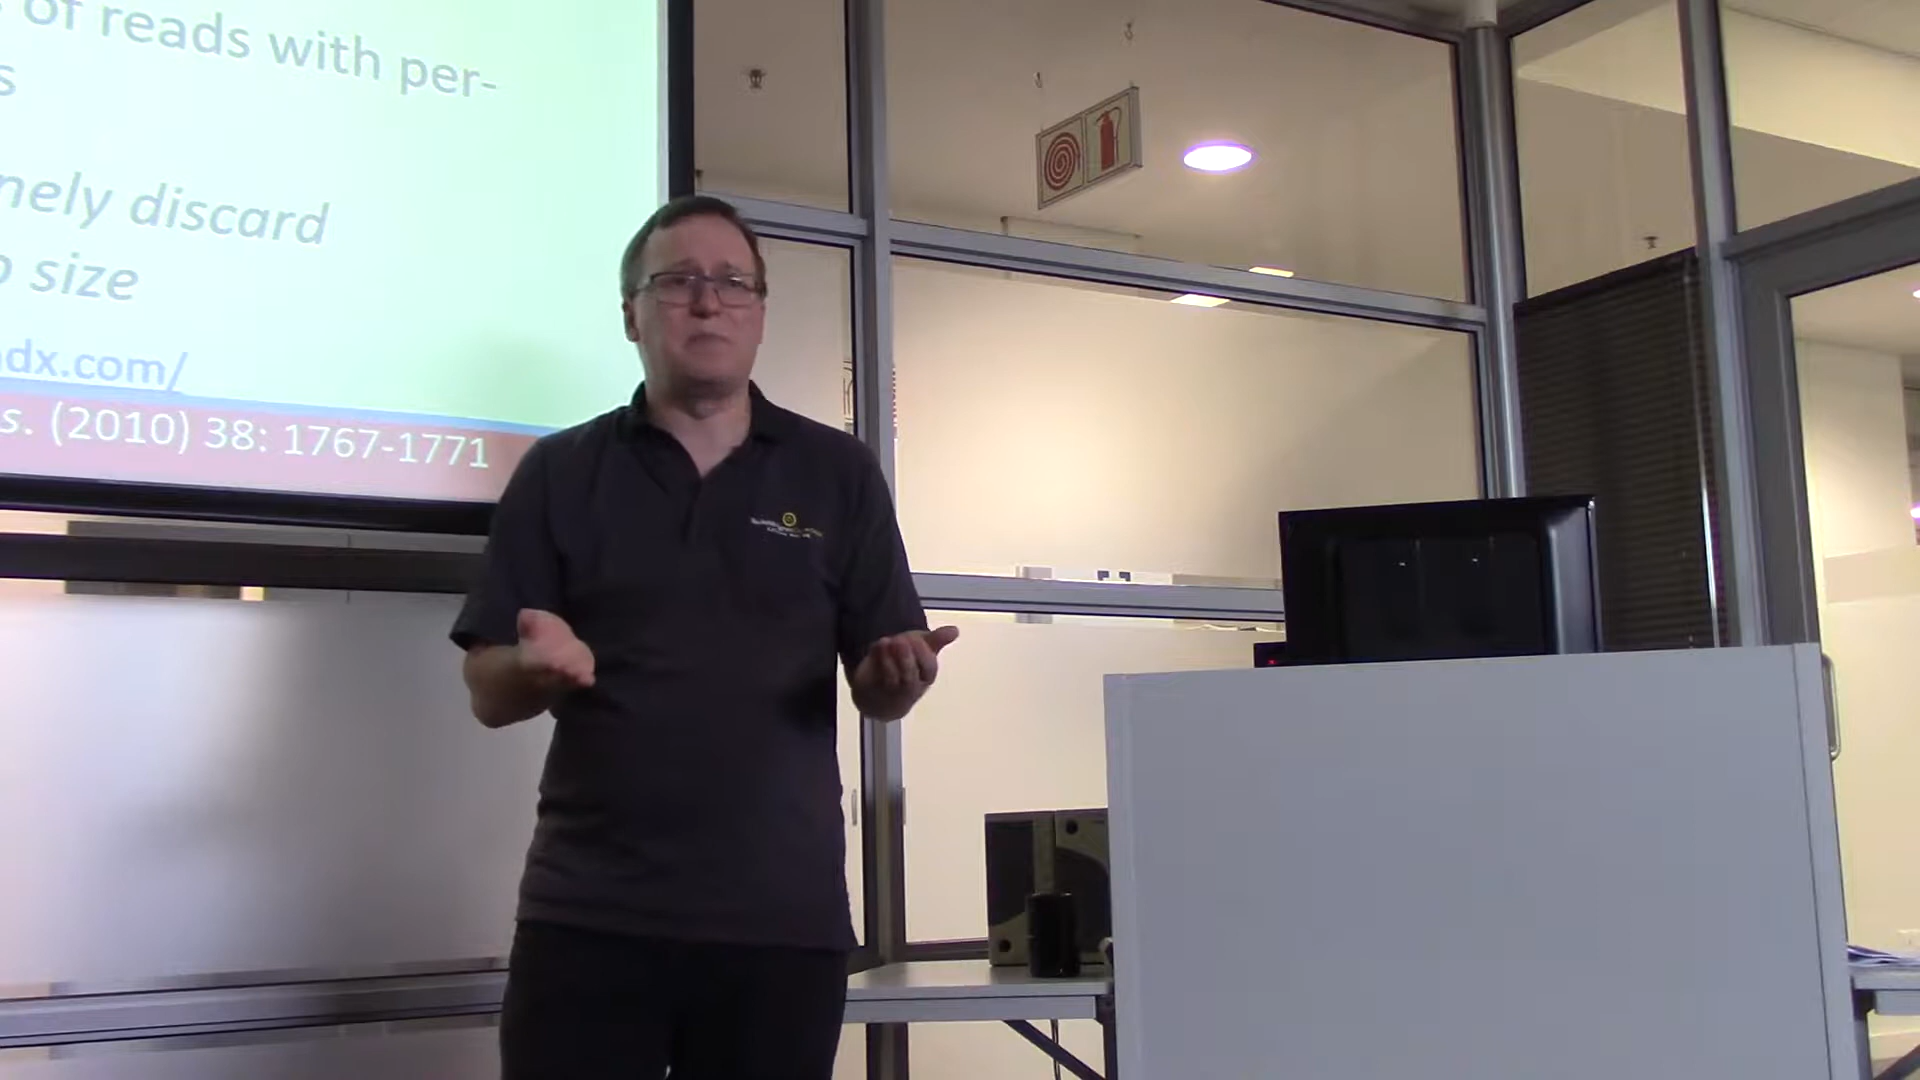 of reads with per-
s
nely discard
size
dx.com/
s. (2010) 38: 1767-1771